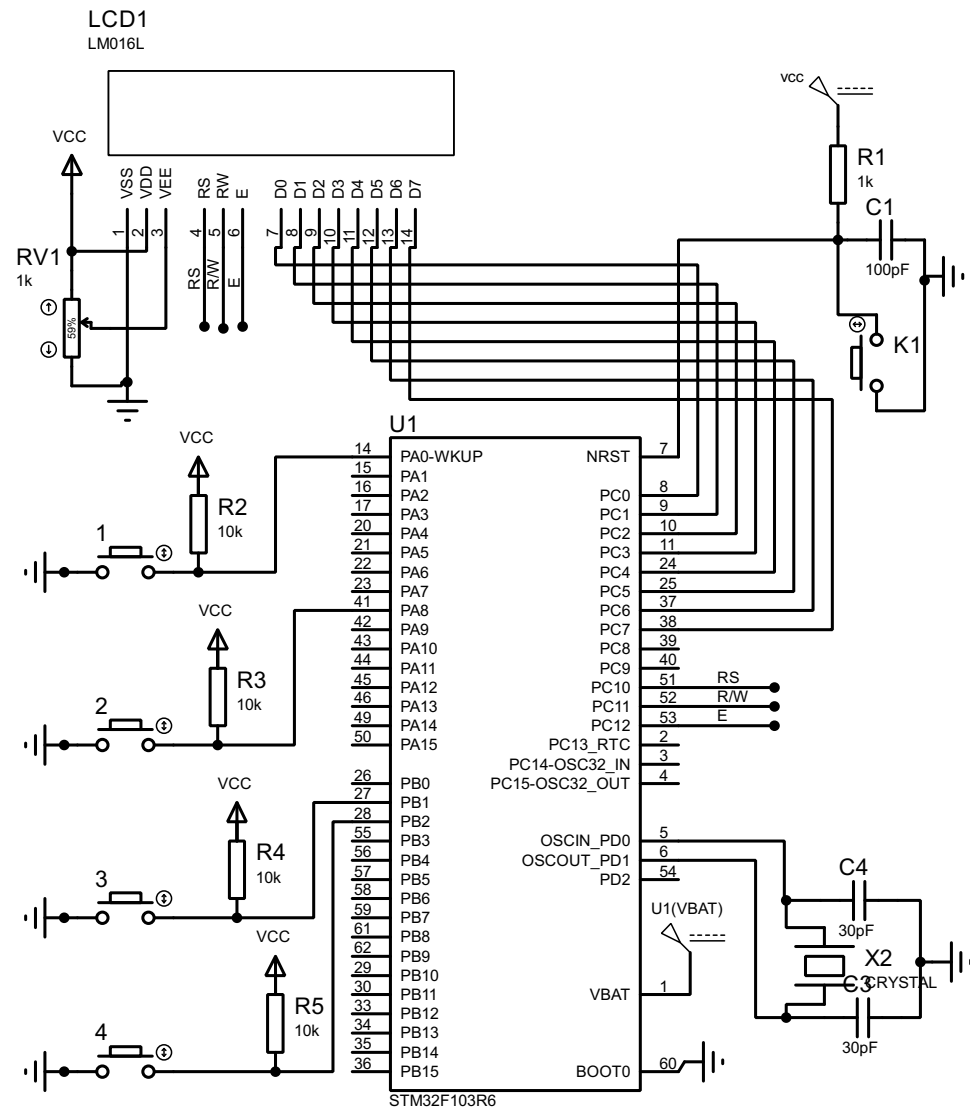 LCD1
LM016L
VCC
RV1
1k
59%
VSS
VDD
VEE
RS
RW
E
D0
D1
D2
D3
D4
D5
D6
D7
1
2
3
4
5
6
7
8
9
10
11
12
13
14
RS
R/W
E
vcc
R1
1k
C1
100pF
K1
U1
14 PA0-WKUP
15 PA1
16 PA2
17 PA3
20 PA4
21 PA5
22 PA6
23 PA7
41 PA8
42 PA9
43 PA10
44 PA11
45 PA12
46 PA13
49 PA14
50 PA15
26 PB0
27 PB1
28 PB2
55 PB3
56 PB4
57 PB5
58 PB6
59 PB7
61 PB8
62 PB9
29 PB10
30 PB11
33 PB12
34 PB13
35 PB14
36 PB15
NRST 7
PC0 8
PC1 9
PC2 10
PC3 11
PC4 24
PC5 25
PC6 37
PC7 38
PC8 39
PC9 40
PC10 51 RS
PC11 52 R/W
PC12 53 E
PC13_RTC 2
PC14-OSC32_IN 3
PC15-OSC32_OUT 4
OSCIN_PD0 5
OSCOUT_PD1 6
PD2 54
VBAT 1
BOOT0 60
STM32F103R6
VCC
R2
10k
1
VCC
R3
10k
2
VCC
R4
10k
3
VCC
R5
10k
4
U1(VBAT)
C4
30pF
X2
CRYSTAL
C3
30pF